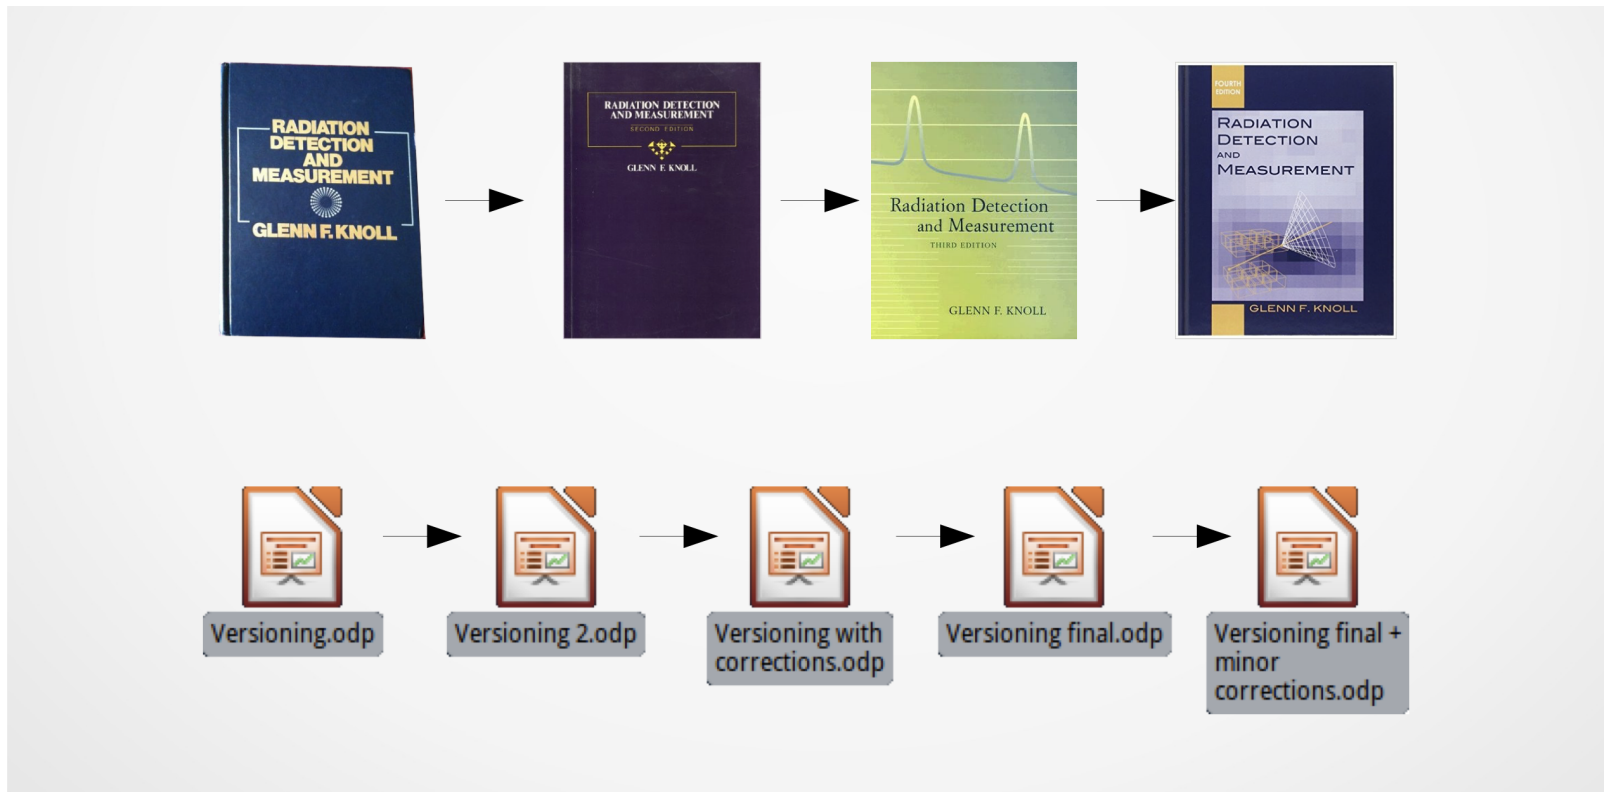 RADIATION
DETECTION
AND
MEASUREMENT
GLENN F. KNOLL
RADIATION DETECTION
AND MEASUREMENT
SECOND EDITION
GLENN F. KNOLL
Radiation Detection
and Measurement
THIRD EDITION
GLENN F. KNOLL
FOURTH
EDITION
RADIATION
DETECTION
AND
MEASUREMENT
GLENN F. KNOLL
Versioning.odp
Versioning 2.odp
Versioning with
corrections.odp
Versioning final.odp
Versioning final +
minor
corrections.odp